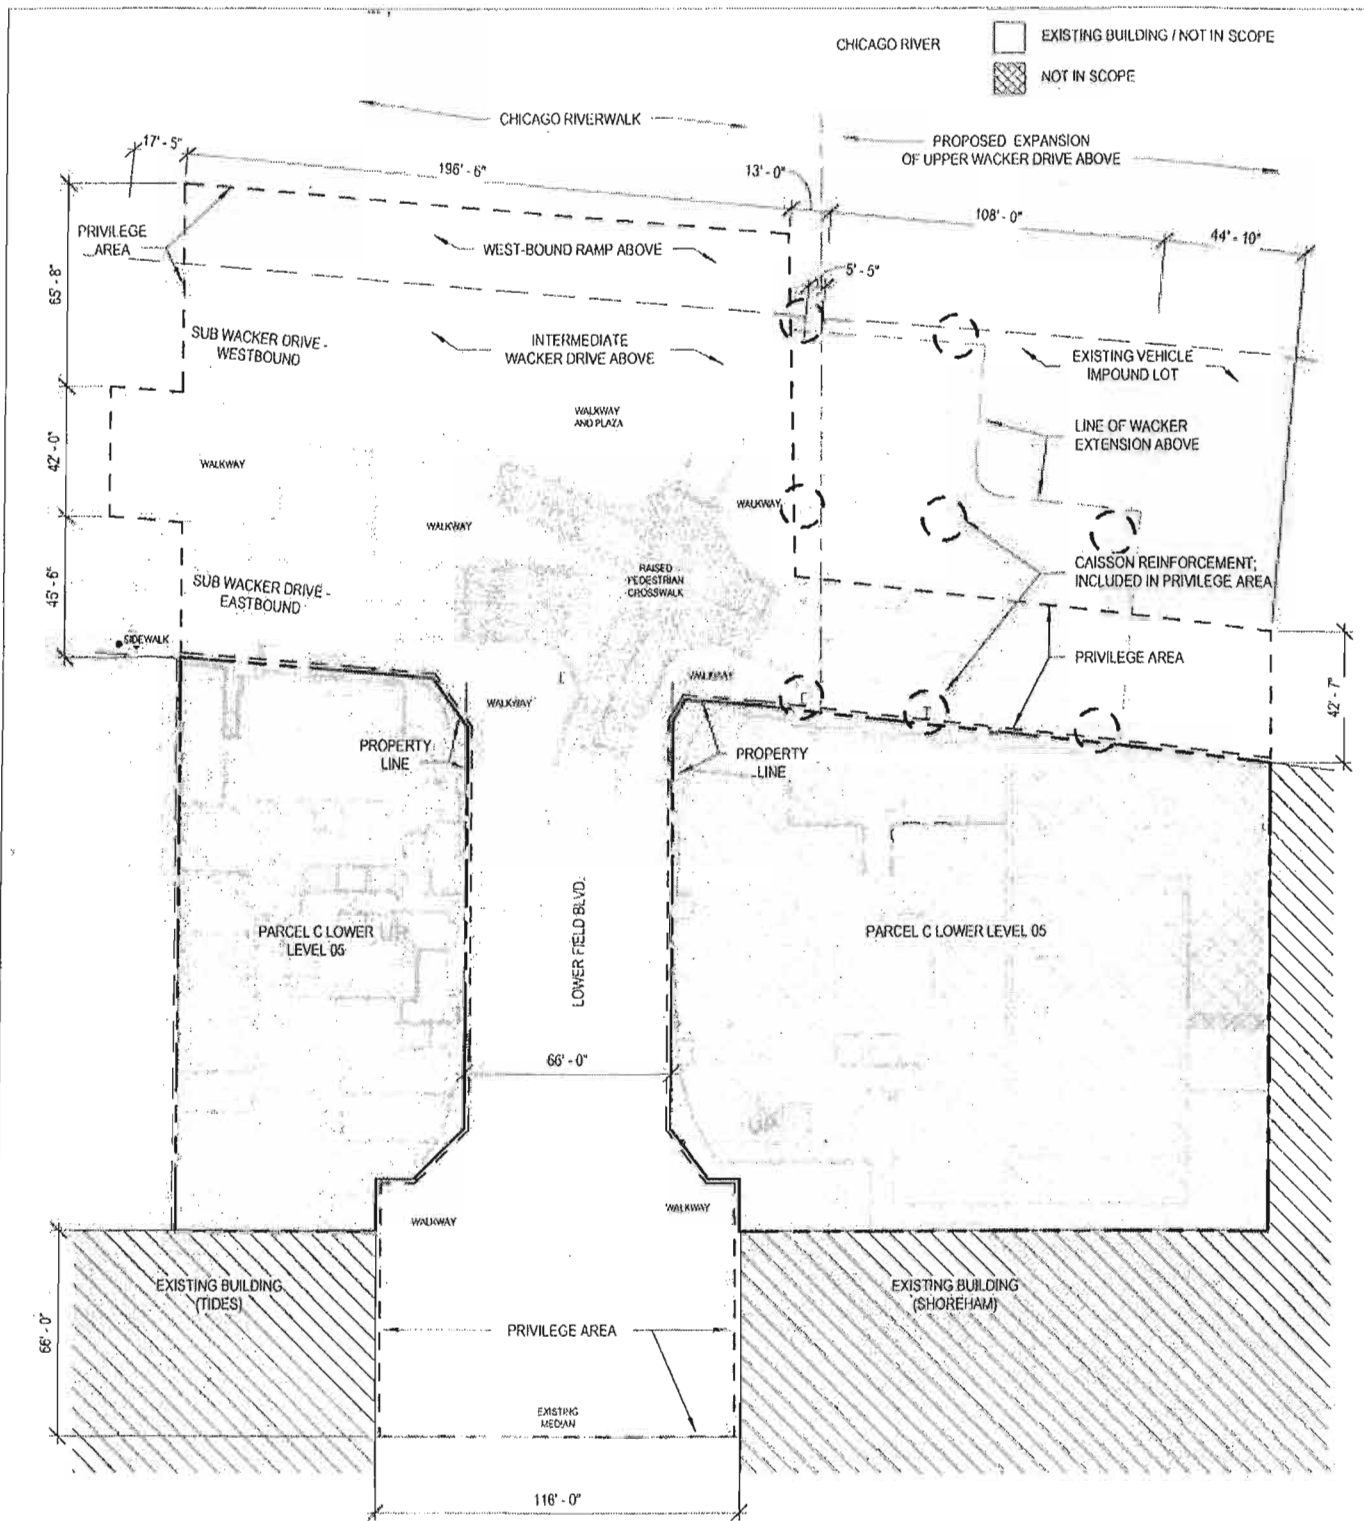 CHICAGO RIVER
EXISTING BUILDING / NOT IN SCOPE
NOT IN SCOPE
CHICAGO RIVERWALK
PROPOSED EXPANSION
OF UPPER WACKER DRIVE ABOVE
17' - 5"
196' - 6"
13' - 0"
108' - 0"
44' - 10"
PRIVILEGE
AREA
WEST-BOUND RAMP ABOVE
5' - 5"
65' - 8"
SUB WACKER DRIVE -
WESTBOUND
INTERMEDIATE
WACKER DRIVE ABOVE
EXISTING VEHICLE
IMPOUND LOT
WALKWAY
AND PLAZA
LINE OF WACKER
EXTENSION ABOVE
42' - 0"
WALKWAY
WALKWAY
WALKWAY
RAISED
PEDESTRIAN
CROSSWALK
CAISSON REINFORCEMENT;
INCLUDED IN PRIVILEGE AREA
45' - 6"
SUB WACKER DRIVE -
EASTBOUND
SIDEWALK
PRIVILEGE AREA
WALKWAY
WALKWAY
42' - 7"
PROPERTY
LINE
PROPERTY
LINE
PARCEL C LOWER
LEVEL 05
LOWER FIELD BLVD.
PARCEL C LOWER LEVEL 05
66' - 0"
WALKWAY
WALKWAY
EXISTING BUILDING
(TIDES)
EXISTING BUILDING
(SHOREHAM)
66' - 0"
PRIVILEGE AREA
EXISTING
MEDIAN
116' - 0"